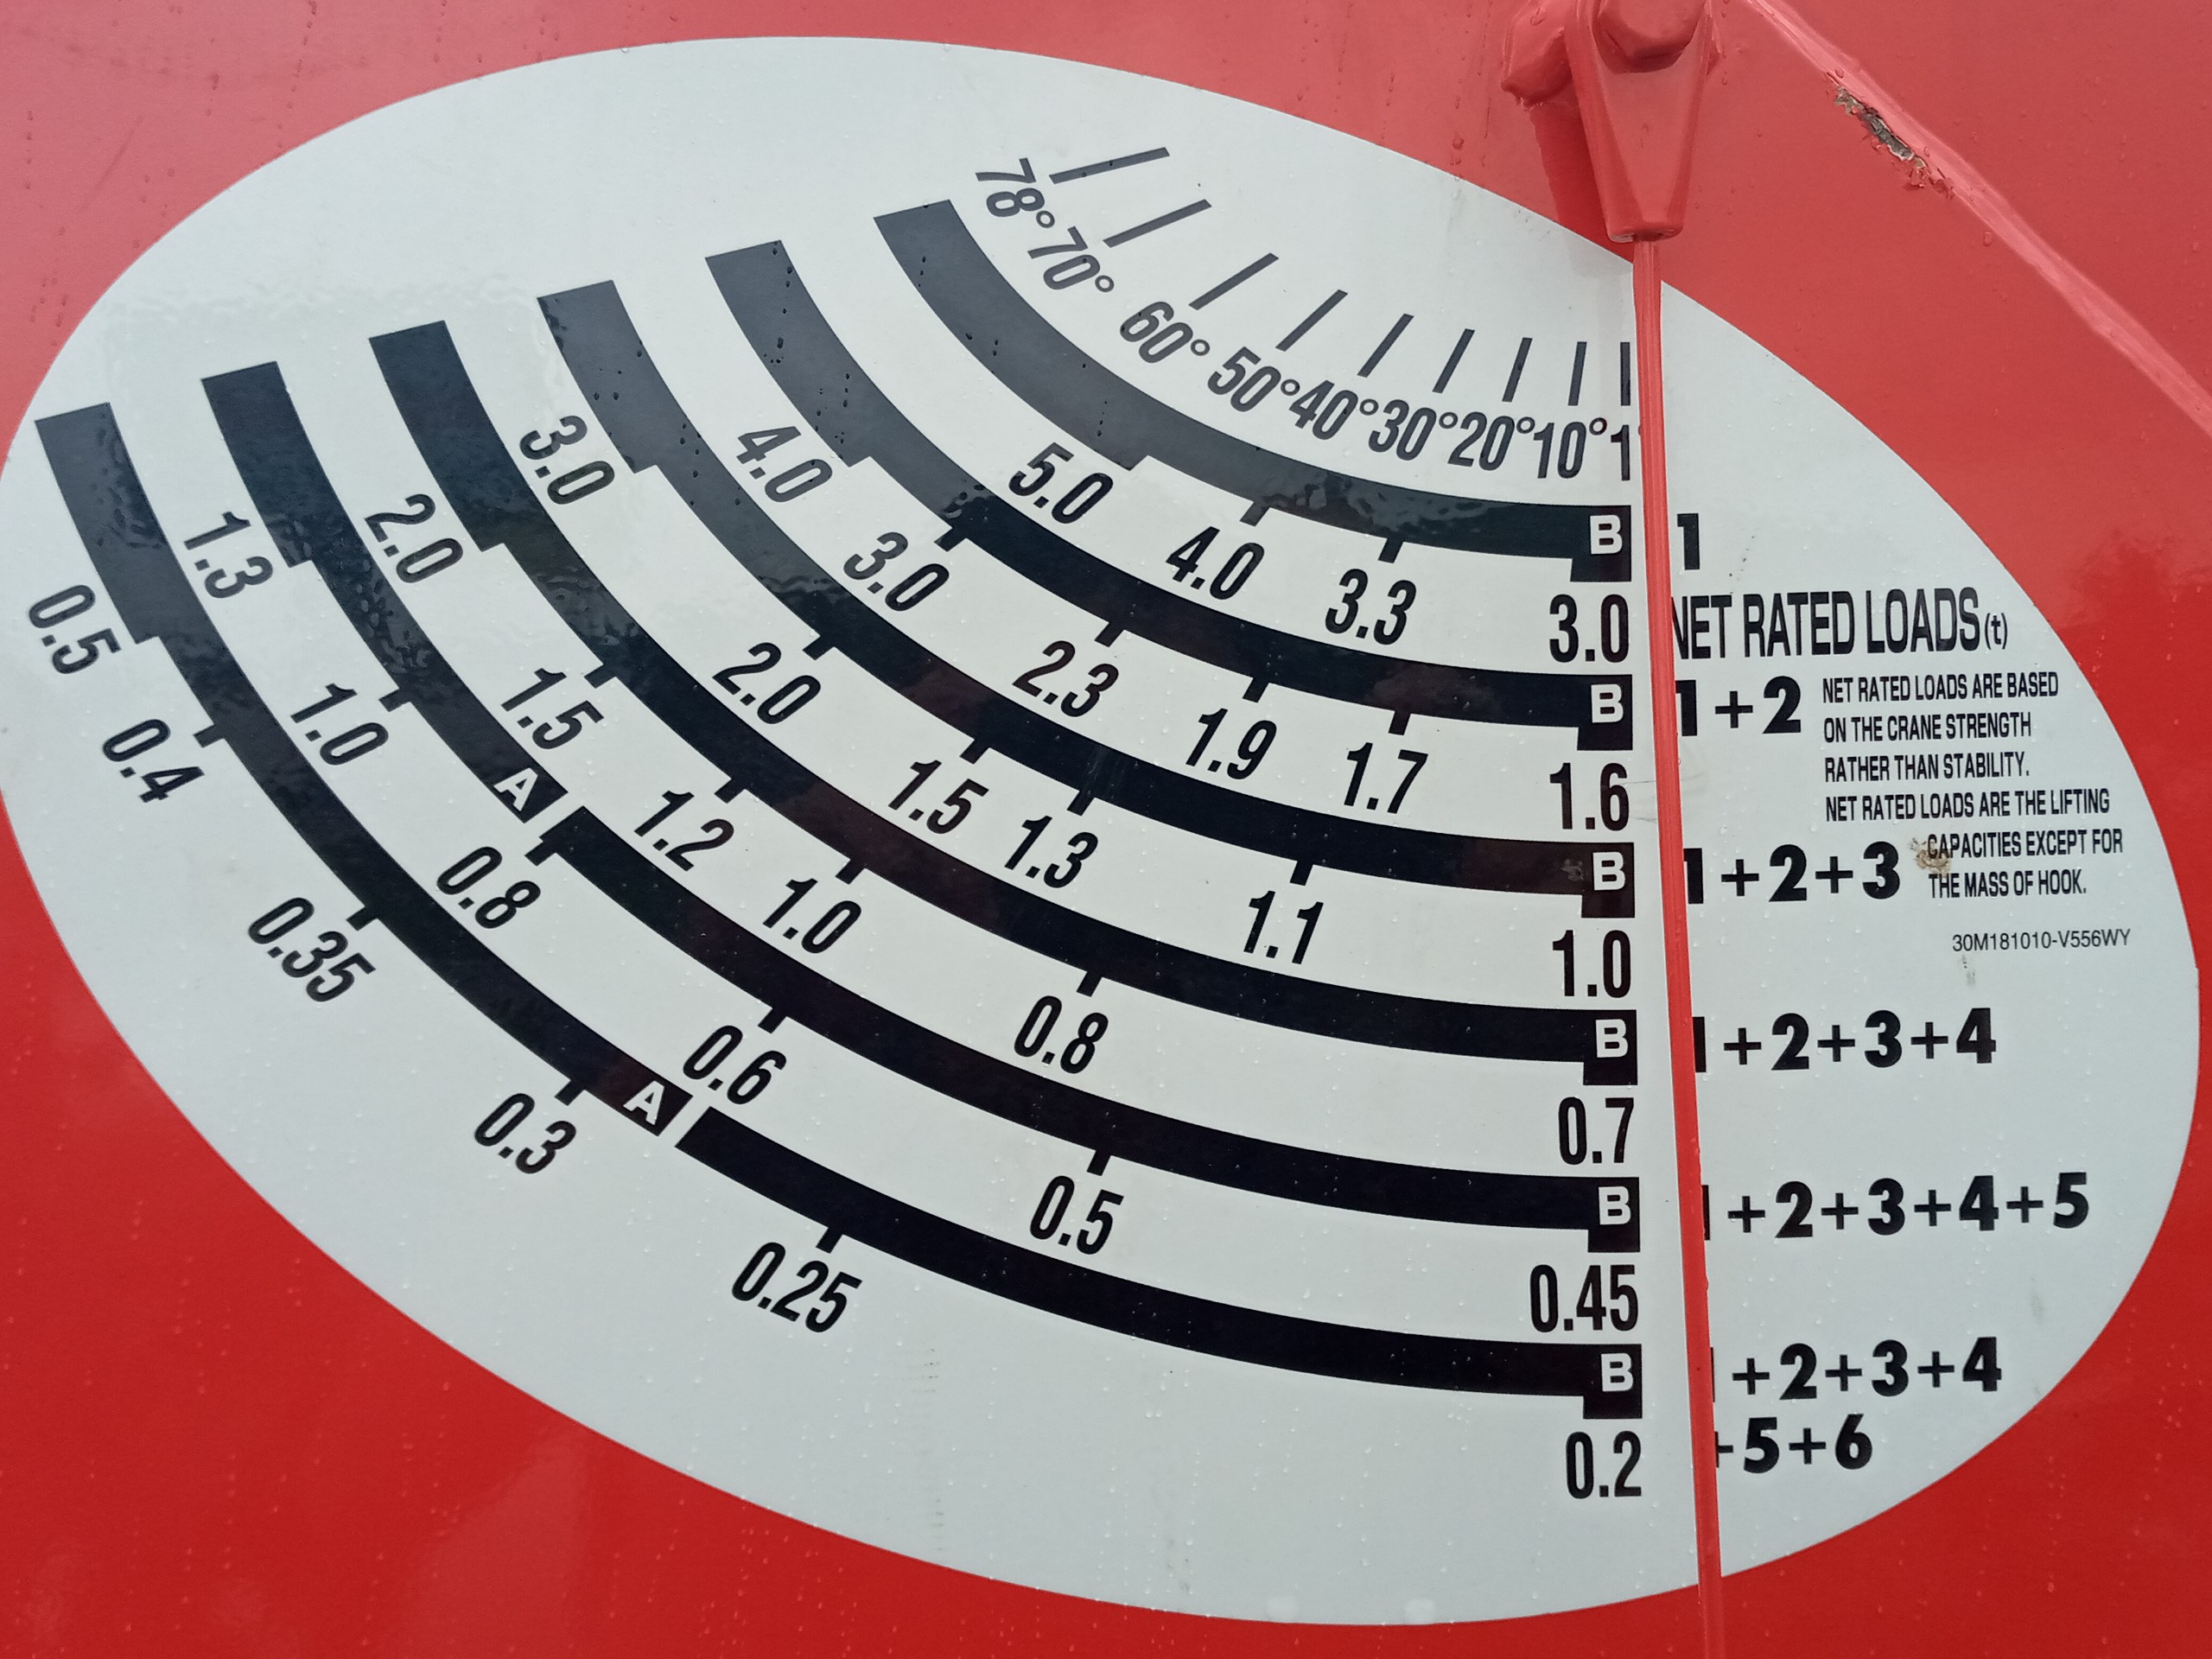 78° 70° 60° 50° 40° 30° 20° 10° 1°
B 1
5.0 4.0 3.3 3.0
NET RATED LOADS (t)
B 1+2
4.0 3.0 2.3 1.9 1.7 1.6
NET RATED LOADS ARE BASED
ON THE CRANE STRENGTH
RATHER THAN STABILITY.
NET RATED LOADS ARE THE LIFTING
CAPACITIES EXCEPT FOR
THE MASS OF HOOK.
B 1+2+3
3.0 2.0 1.5 1.3 1.1 1.0
30M181010-V556WY
B 1+2+3+4
2.0 1.5 1.2 1.0 0.8 0.7
A B 1+2+3+4+5
1.3 1.0 0.8 0.6 0.5 0.45
A B 1+2+3+4
+5+6
0.5 0.4 0.35 0.3 0.25 0.2